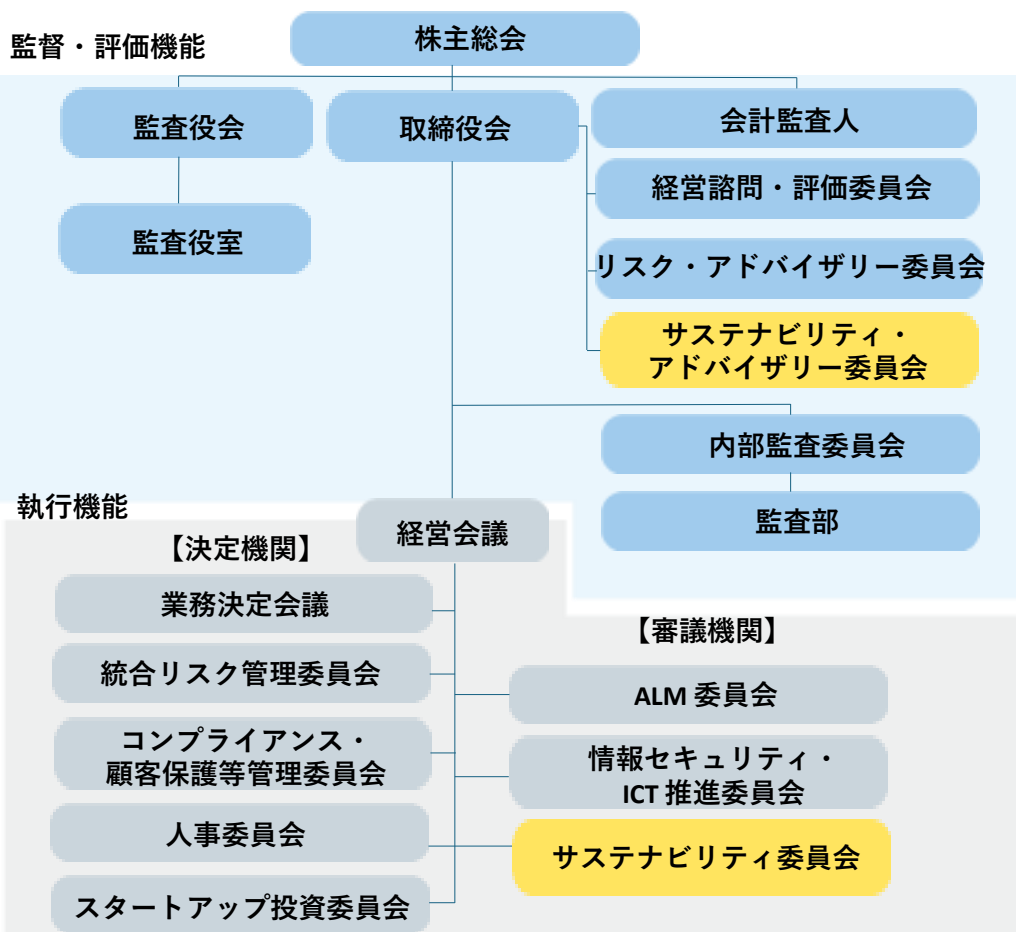 株主総会
監督・評価機能
監査役会
取締役会
会計監査人
経営諮問・評価委員会
監査役室
リスク・アドバイザリー委員会
サステナビリティ・
アドバイザリー委員会
内部監査委員会
監査部
執行機能
経営会議
【決定機関】
業務決定会議
統合リスク管理委員会
コンプライアンス・
顧客保護等管理委員会
人事委員会
スタートアップ投資委員会
【審議機関】
ALM 委員会
情報セキュリティ・
ICT 推進委員会
サステナビリティ委員会